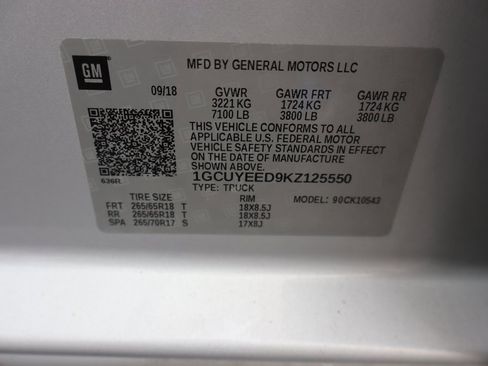 GM
MFD BY GENERAL MOTORS LLC
09/18 GVWR GAWR FRT GAWR RR
3221 KG 1724 KG 1724 KG
7100 LB 3800 LB 3800 LB
THIS VEHICLE CONFORMS TO ALL
APPLICABLE U.S. FEDERAL MOTOR
VEHICLE SAFETY STANDARDS IN EFFECT
ON THE DATE OF MANUFACTURE SHOWN ABOVE.
1GCUYEED9KZ125550
636R TYPE: TRUCK
TIRE SIZE RIM MODEL: 90CK10543
FRT 265/65R18 T 18X8.5J
RR 265/65R18 T 18X8.5J
SPA 265/70R17 S 17X8J